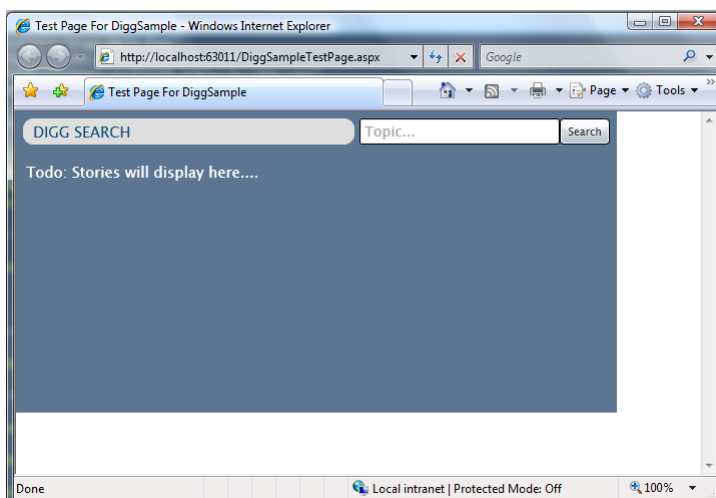 Test Page For DiggSample - Windows Internet Explorer
http://localhost:63011/DiggSampleTestPage.aspx
Google
Test Page For DiggSample
Page
Tools
»
DIGG SEARCH
Topic...
Search
Todo: Stories will display here....
Done
Local intranet | Protected Mode: Off
100%